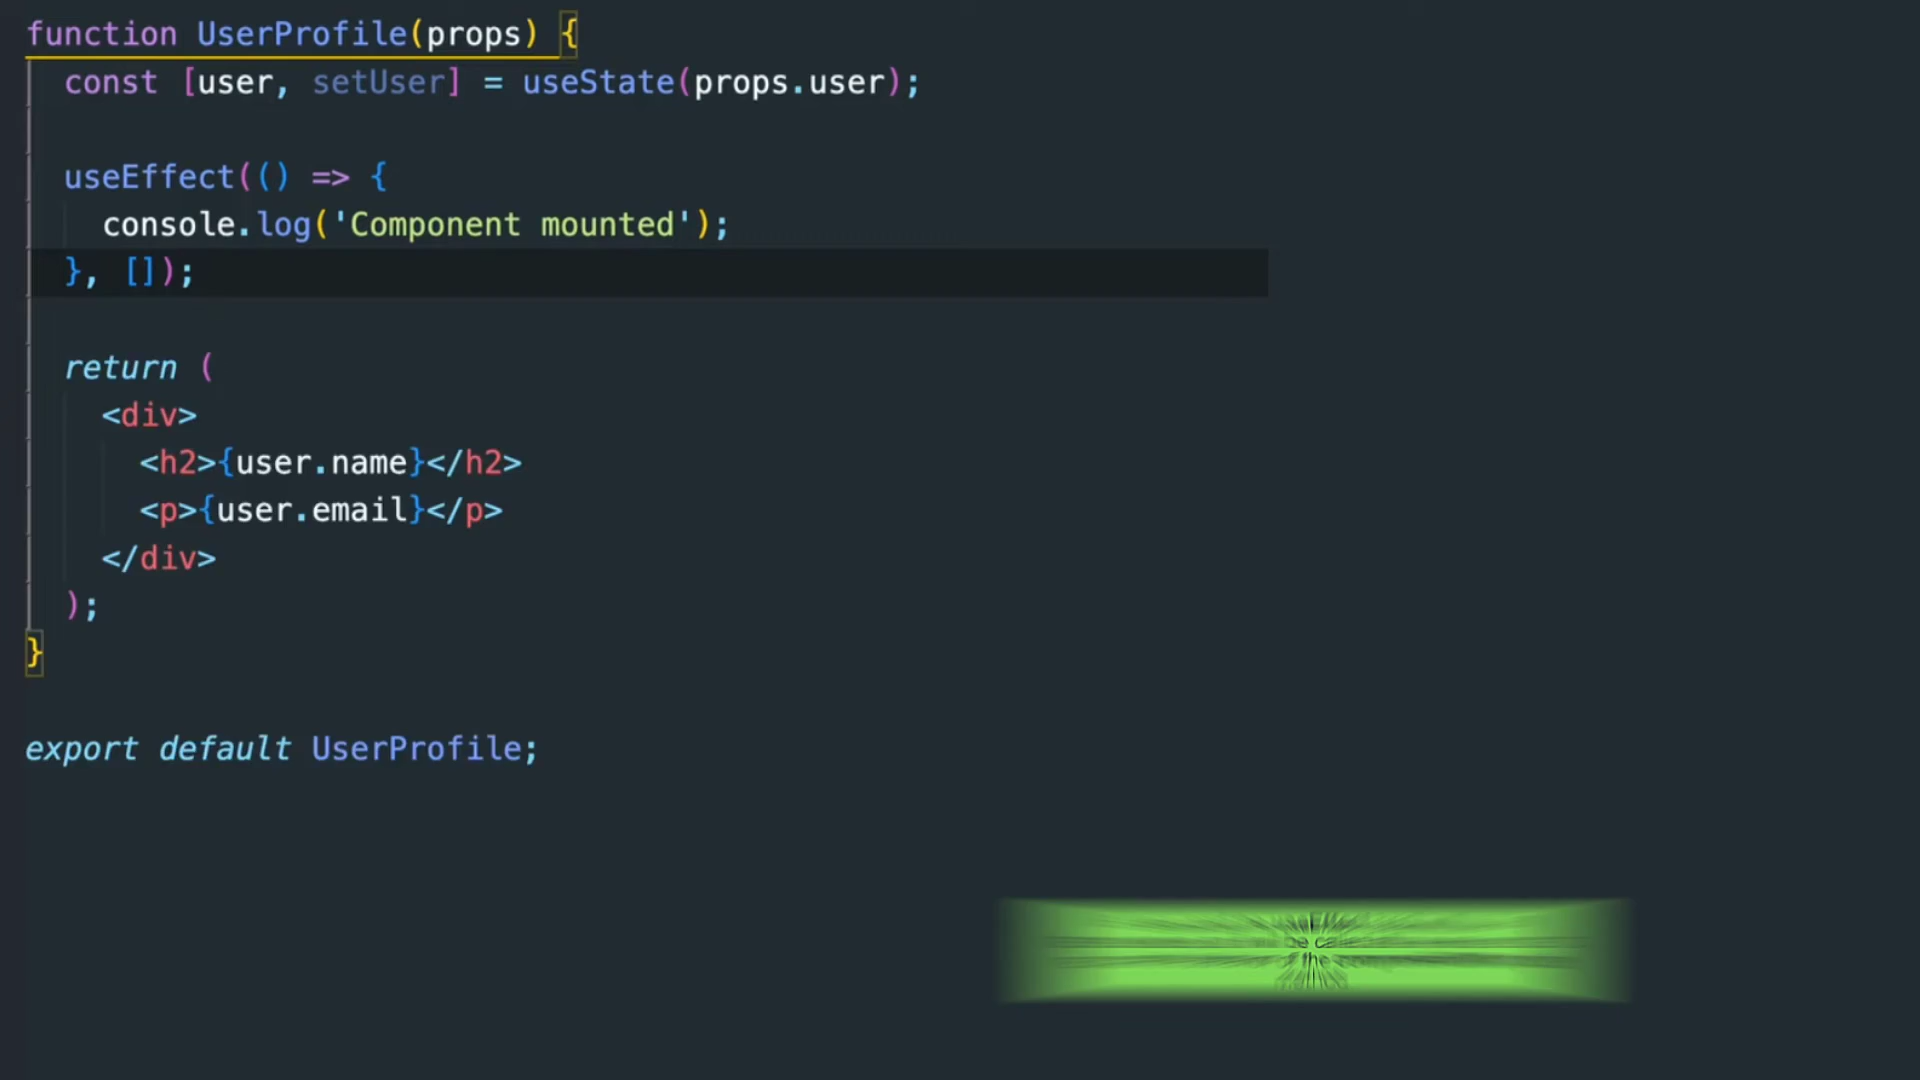 function UserProfile(props) {
const [user, setUser] = useState(props.user);
useEffect(() => {
console.log('Component mounted');
}, []);
return (
<div>
<h2>{user.name}</h2>
<p>{user.email}</p>
</div>
);
}
export default UserProfile;